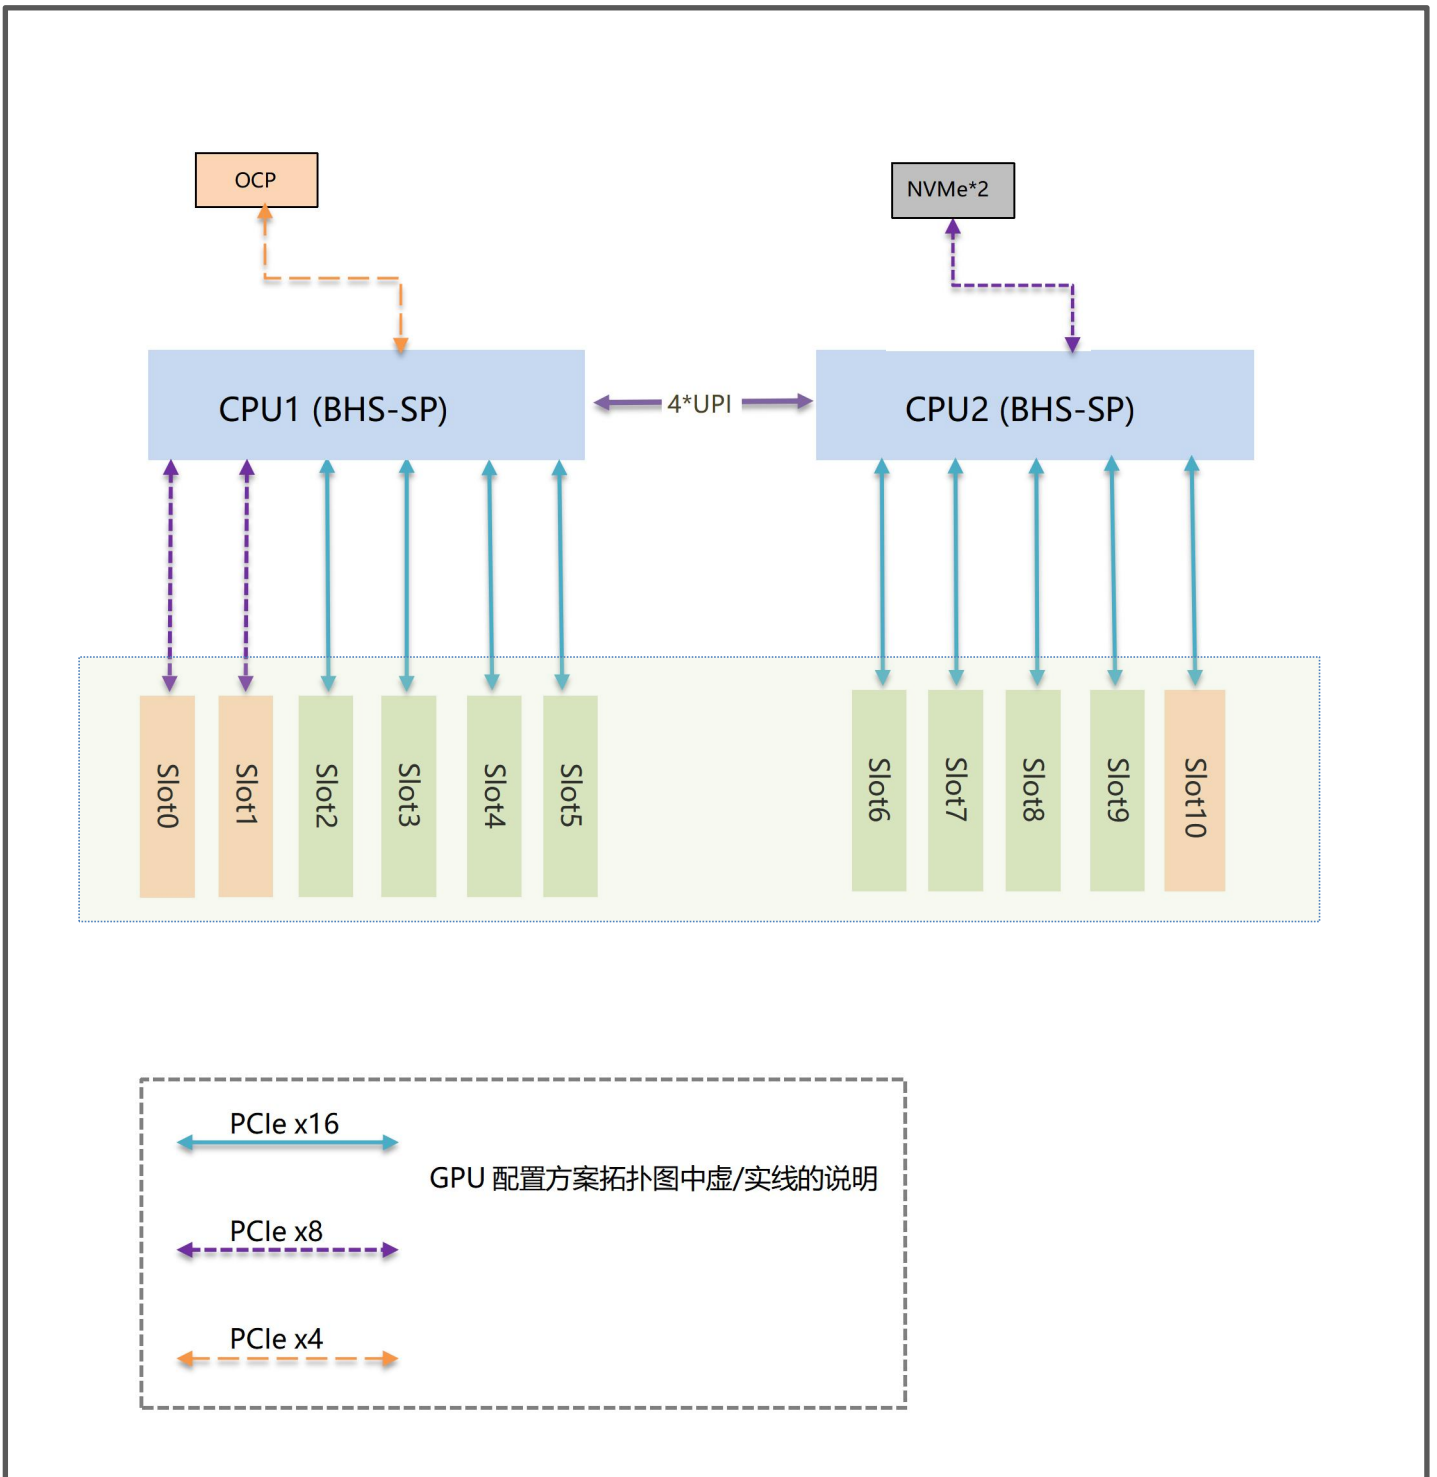 OCP
NVMe*2
CPU1 (BHS-SP)
4*UPI
CPU2 (BHS-SP)
Slot0
Slot1
Slot2
Slot3
Slot4
Slot5
Slot6
Slot7
Slot8
Slot9
Slot10
PCIe x16
GPU 配置方案拓扑图中虚/实线的说明
PCIe x8
PCIe x4